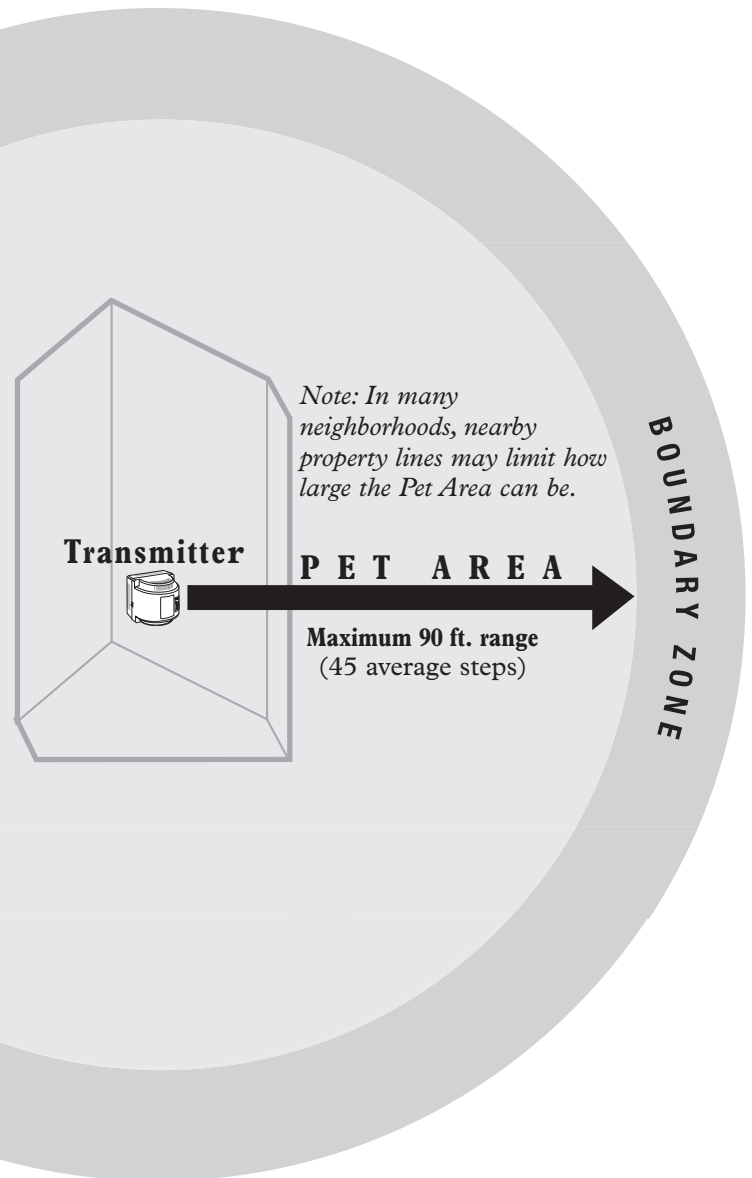 Note: In many
neighborhoods, nearby
property lines may limit how
large the Pet Area can be.
Transmitter
PET AREA
Maximum 90 ft. range
(45 average steps)
BOUNDARY ZONE